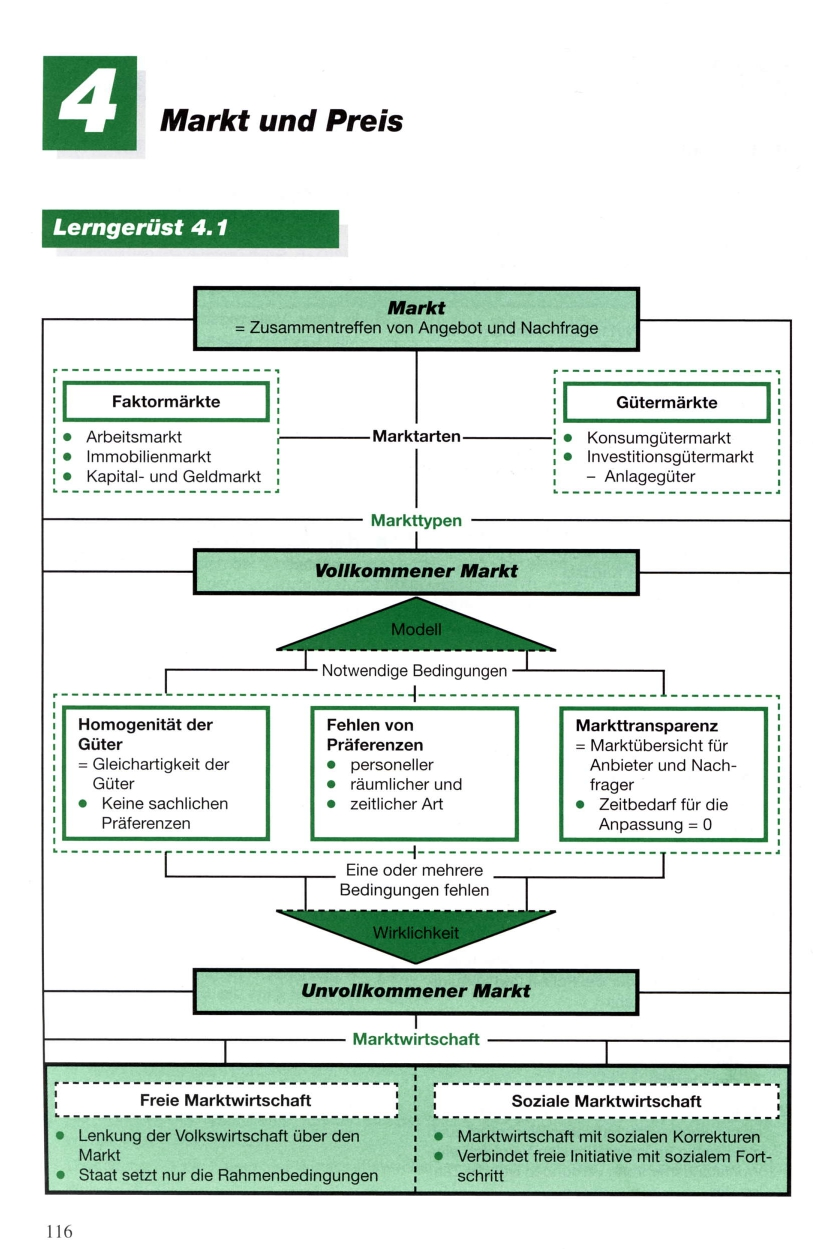 4
Markt und Preis
Lerngerüst 4.1
Markt
= Zusammentreffen von Angebot und Nachfrage
Faktormärkte
● Arbeitsmarkt
● Immobilienmarkt
● Kapital- und Geldmarkt
Marktarten
Gütermärkte
● Konsumgütermarkt
● Investitionsgütermarkt
– Anlagegüter
Markttypen
Vollkommener Markt
Modell
Notwendige Bedingungen
Homogenität der
Güter
= Gleichartigkeit der
Güter
● Keine sachlichen
Präferenzen
Fehlen von
Präferenzen
● personeller
● räumlicher und
● zeitlicher Art
Markttransparenz
= Marktübersicht für
Anbieter und Nach-
frager
● Zeitbedarf für die
Anpassung = 0
Eine oder mehrere
Bedingungen fehlen
Wirklichkeit
Unvollkommener Markt
Marktwirtschaft
Freie Marktwirtschaft
● Lenkung der Volkswirtschaft über den
Markt
● Staat setzt nur die Rahmenbedingungen
Soziale Marktwirtschaft
● Marktwirtschaft mit sozialen Korrekturen
● Verbindet freie Initiative mit sozialem Fort-
schritt
116